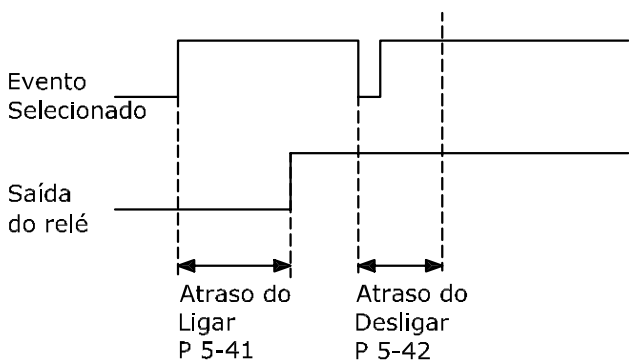 Evento
Selecionado
Saída
do relé
Atraso do
Ligar
P 5-41
Atraso do
Desligar
P 5-42